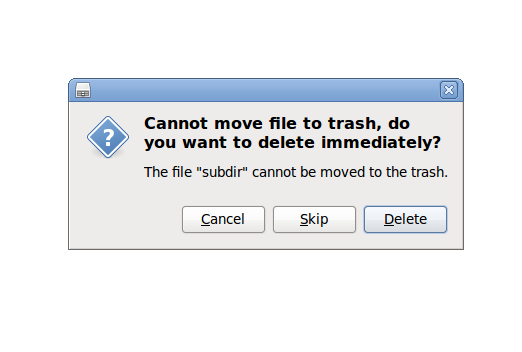 Cannot move file to trash, do
you want to delete immediately?
The file "subdir" cannot be moved to the trash.
Cancel Skip Delete